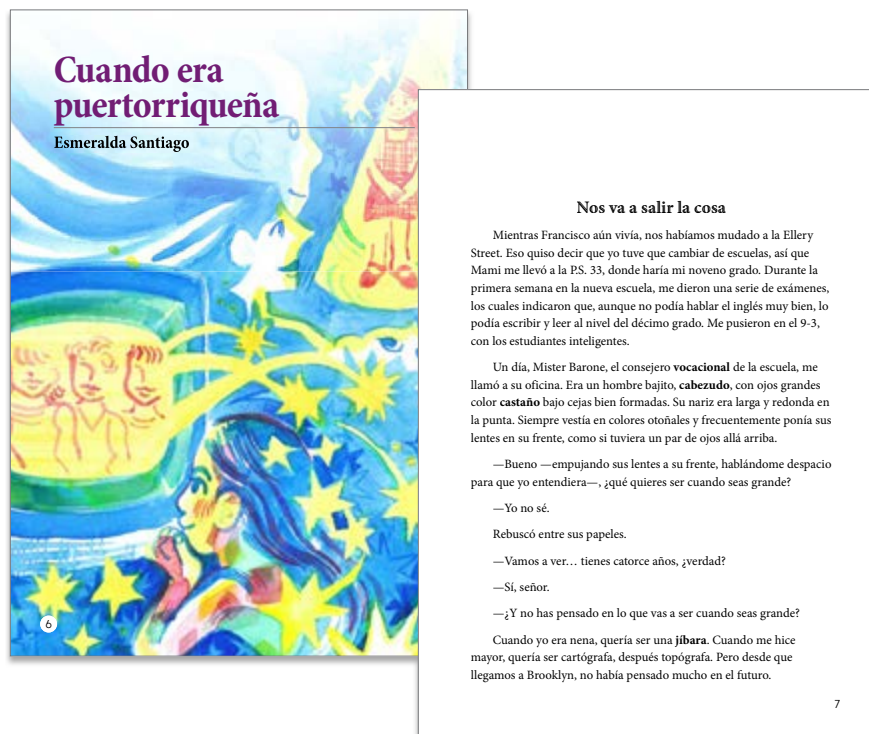 Cuando era
puertorriqueña
Esmeralda Santiago
6
Nos va a salir la cosa
Mientras Francisco aún vivía, nos habíamos mudado a la Ellery
Street. Eso quiso decir que yo tuve que cambiar de escuelas, así que
Mami me llevó a la P.S. 33, donde haría mi noveno grado. Durante la
primera semana en la nueva escuela, me dieron una serie de exámenes,
los cuales indicaron que, aunque no podía hablar el inglés muy bien, lo
podía escribir y leer al nivel del décimo grado. Me pusieron en el 9-3,
con los estudiantes inteligentes.
Un día, Mister Barone, el consejero vocacional de la escuela, me
llamó a su oficina. Era un hombre bajito, cabezudo, con ojos grandes
color castaño bajo cejas bien formadas. Su nariz era larga y redonda en
la punta. Siempre vestía en colores otoñales y frecuentemente ponía sus
lentes en su frente, como si tuviera un par de ojos allá arriba.
—Bueno —empujando sus lentes a su frente, hablándome despacio
para que yo entendiera—, ¿qué quieres ser cuando seas grande?
—Yo no sé.
Rebuscó entre sus papeles.
—Vamos a ver… tienes catorce años, ¿verdad?
—Sí, señor.
—¿Y no has pensado en lo que vas a ser cuando seas grande?
Cuando yo era nena, quería ser una jíbara. Cuando me hice
mayor, quería ser cartógrafa, después topógrafa. Pero desde que
llegamos a Brooklyn, no había pensado mucho en el futuro.
7